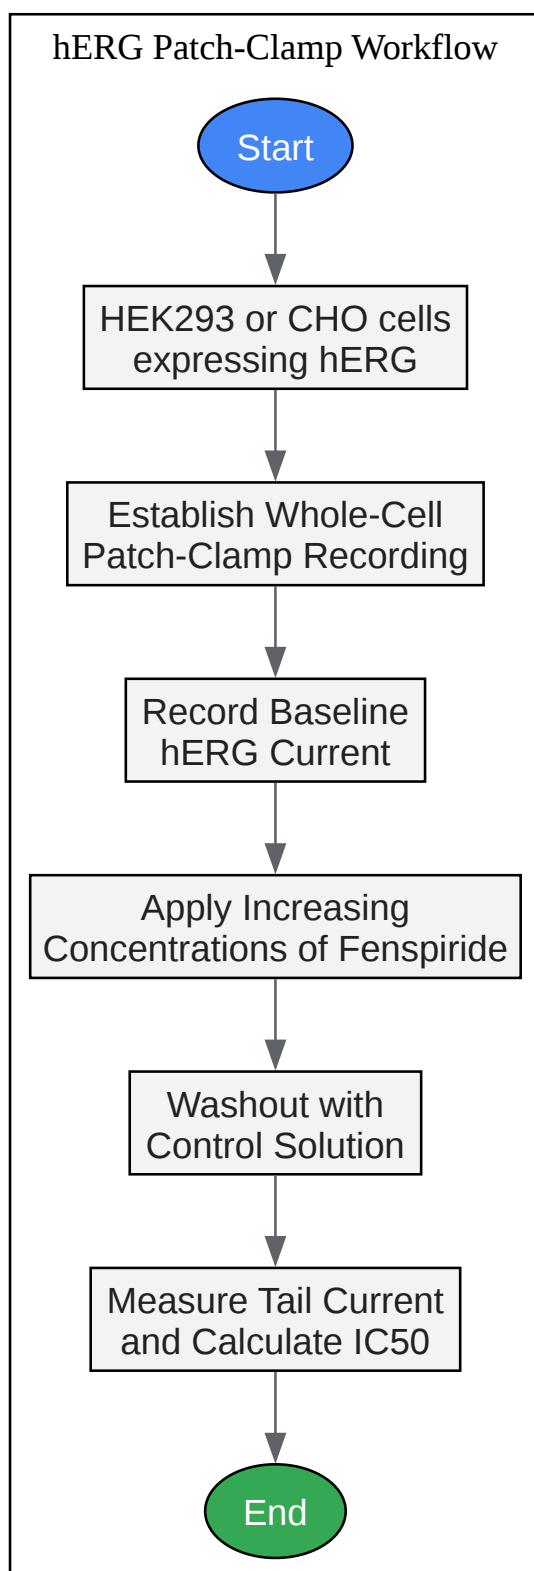 hERG Patch-Clamp Workflow
Start
HEK293 or CHO cells
expressing hERG
Establish Whole-Cell
Patch-Clamp Recording
Record Baseline
hERG Current
Apply Increasing
Concentrations of Fenspiride
Washout with
Control Solution
Measure Tail Current
and Calculate IC50
End